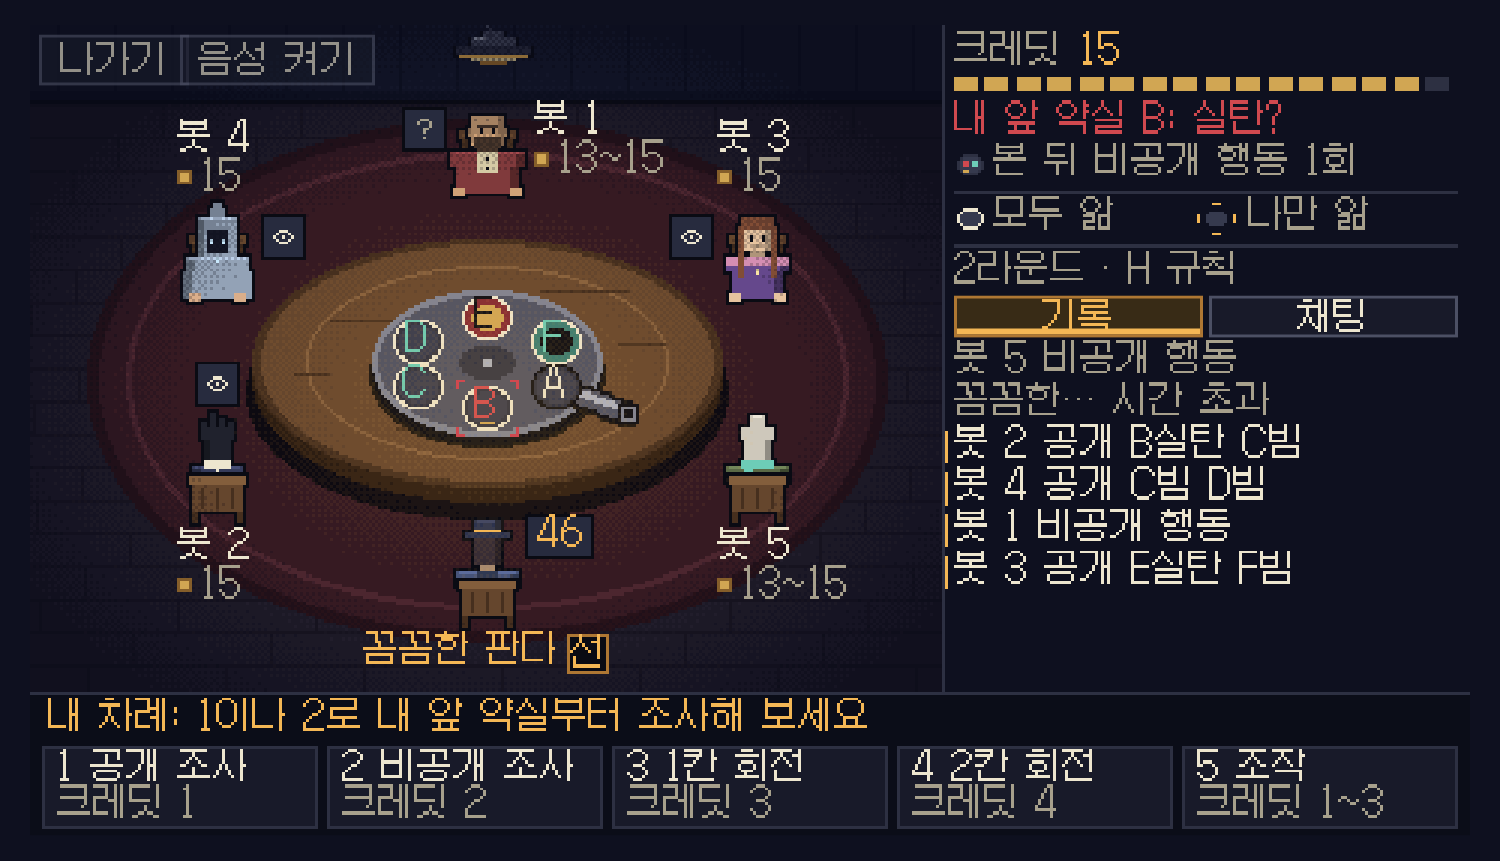 나가기
음성 켜기
봇 4
15
?
봇 1
13~15
봇 3
15
D
E
F
C
B
A
봇 2
15
46
봇 5
13~15
꼼꼼한 판다 선
크레딧 15
내 앞 약실 B: 실탄?
본 뒤 비공개 행동 1회
모두 앎
나만 앎
2라운드 · H 규칙
기록
채팅
봇 5 비공개 행동
꼼꼼한… 시간 초과
봇 2 공개 B실탄 C빔
봇 4 공개 C빔 D빔
봇 1 비공개 행동
봇 3 공개 E실탄 F빔
내 차례: 1이나 2로 내 앞 약실부터 조사해 보세요
1 공개 조사
크레딧 1
2 비공개 조사
크레딧 2
3 1칸 회전
크레딧 3
4 2칸 회전
크레딧 4
5 조작
크레딧 1~3